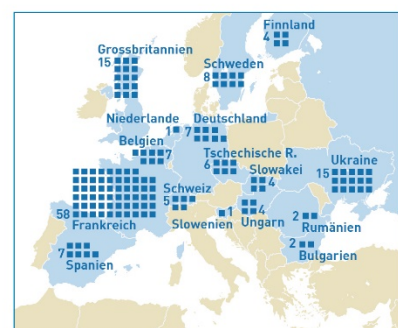 Finnland
4
Grossbritannien
15
Schweden
8
Niederlande
1
Deutschland
7
Belgien
7
Tschechische R.
6
Slowakei
4
Ukraine
15
Schweiz
5
58
Frankreich
Slowenien
1
Ungarn
4
2
Rumänien
2
Bulgarien
7
Spanien